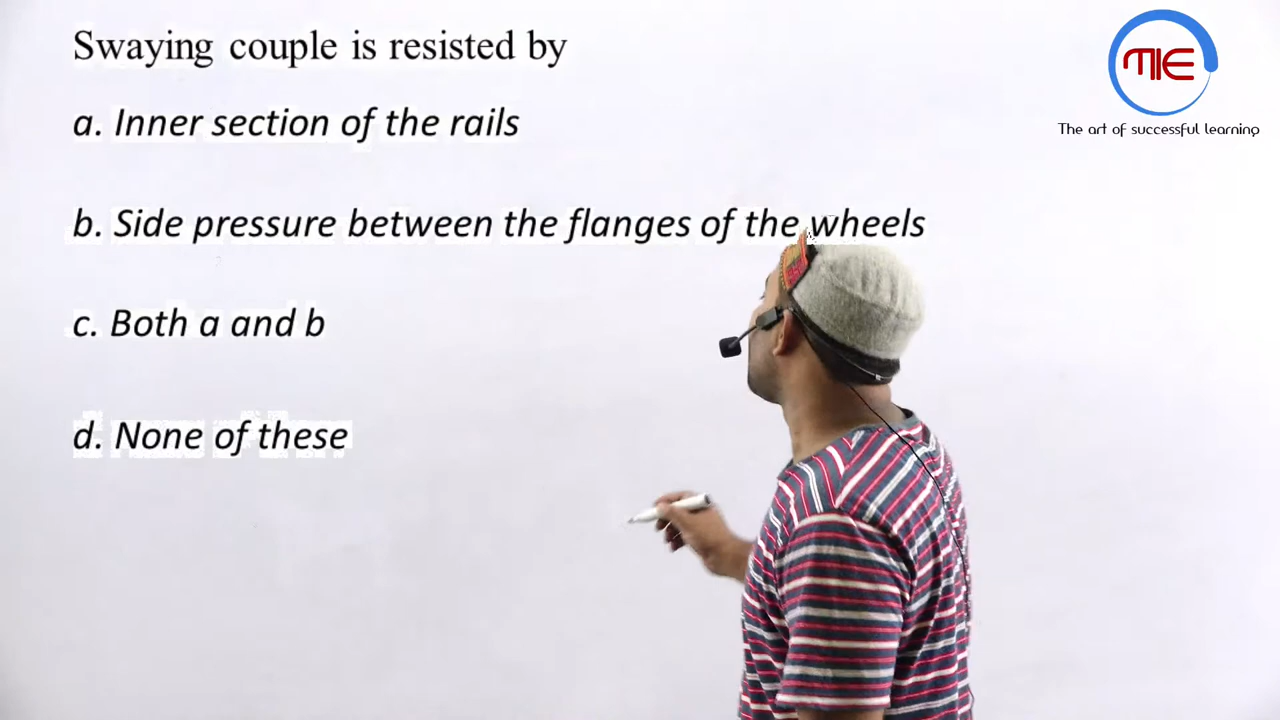 Swaying couple is resisted by
a. Inner section of the rails
b. Side pressure between the flanges of the wheels
c. Both a and b
d. None of these
MIE
The art of successful learning